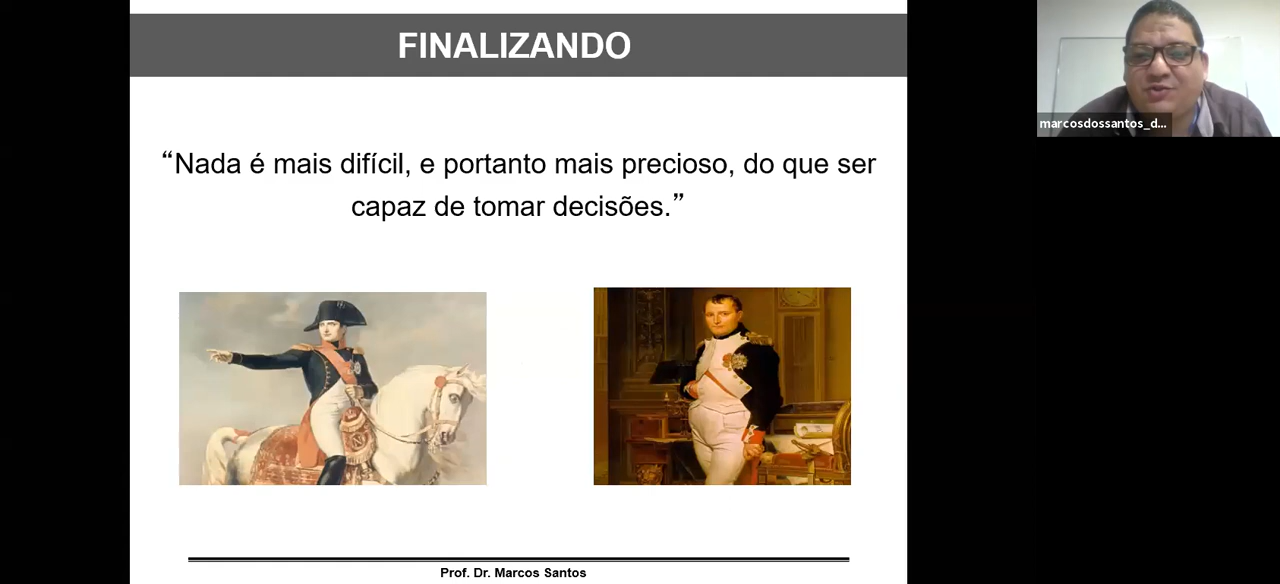 FINALIZANDO
marcosdossantos_d...
“Nada é mais difícil, e portanto mais precioso, do que ser
capaz de tomar decisões.”
Prof. Dr. Marcos Santos